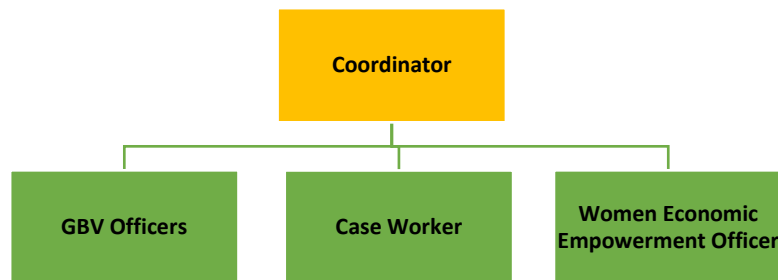 Coordinator
GBV Officers
Case Worker
Women Economic
Empowerment Officer